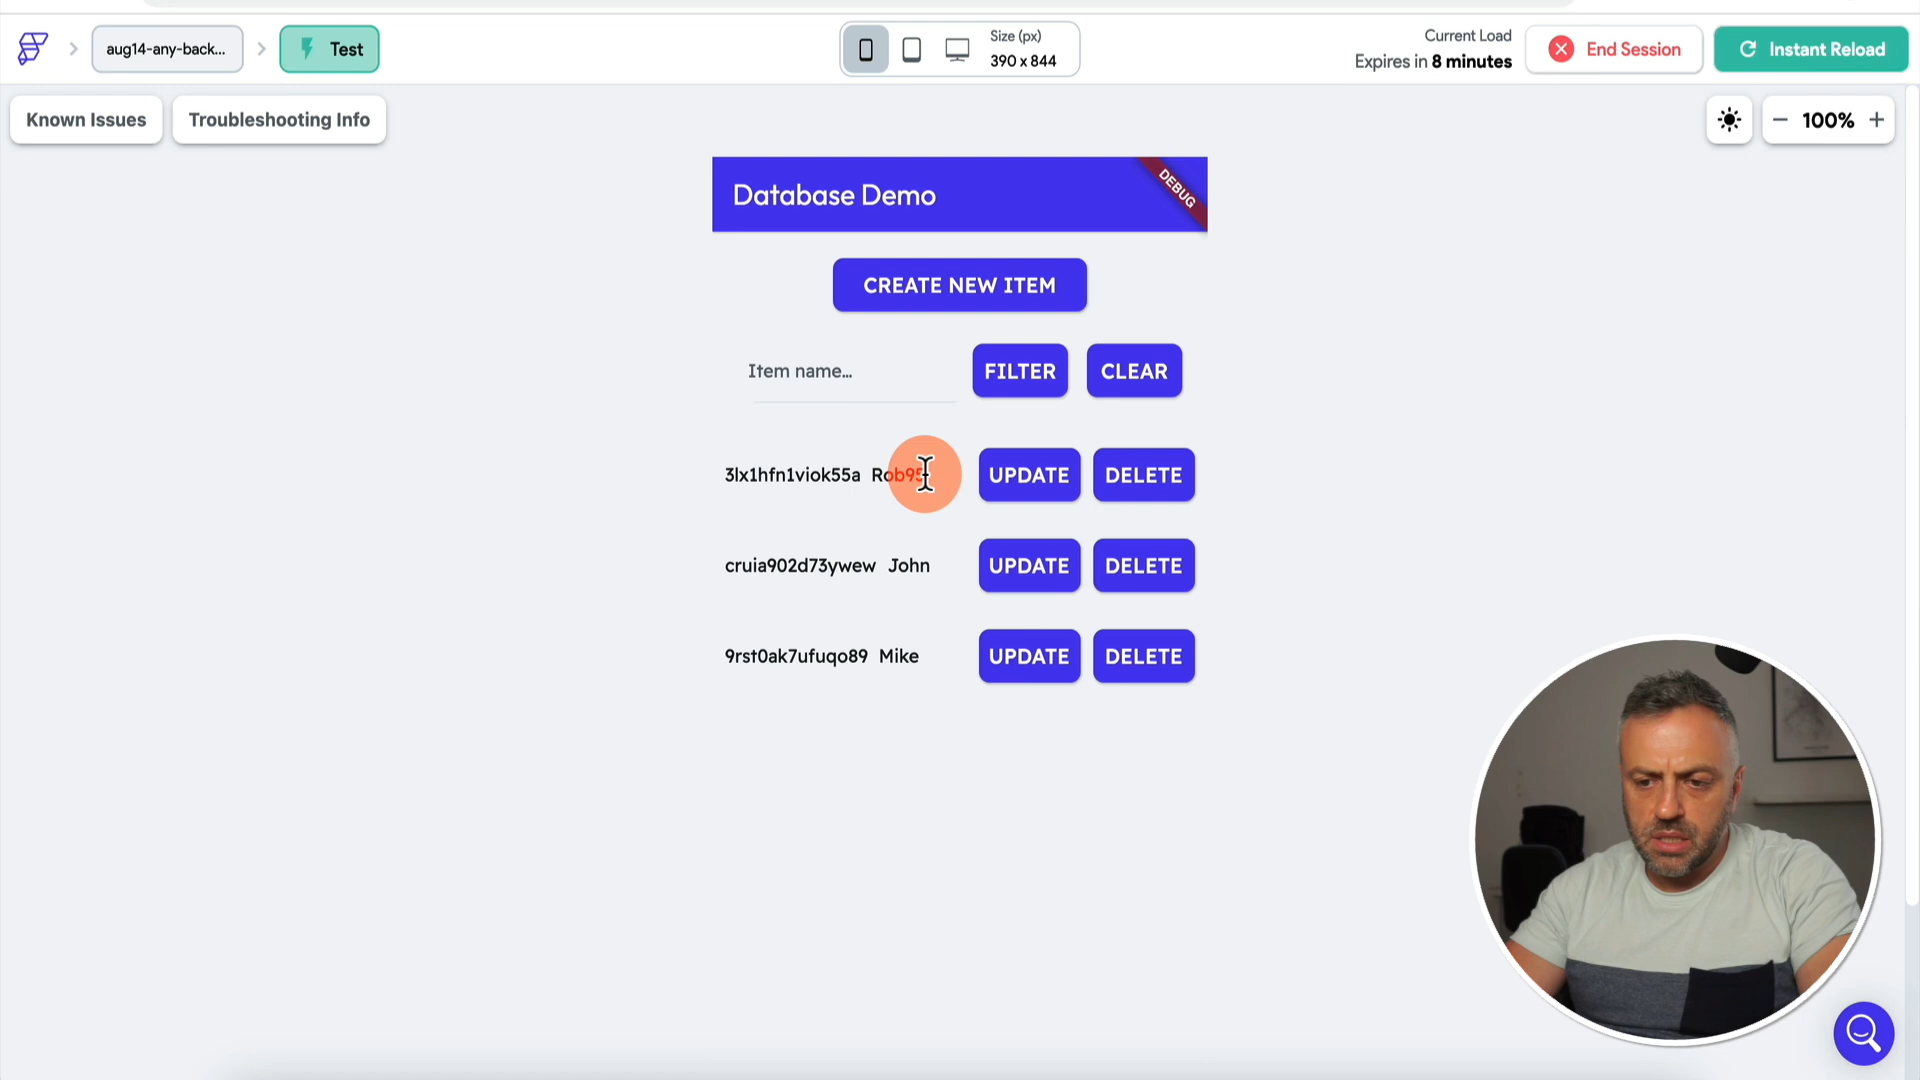 aug14-any-back...
Test
Size (px)
390 x 844
Current Load
Expires in 8 minutes
End Session
Instant Reload
Known Issues
Troubleshooting Info
100%
Database Demo
DEBUG
CREATE NEW ITEM
Item name...
FILTER
CLEAR
3lx1hfn1viok55a Rob95
UPDATE
DELETE
cruia902d73ywew John
UPDATE
DELETE
9rst0ak7ufuqo89 Mike
UPDATE
DELETE